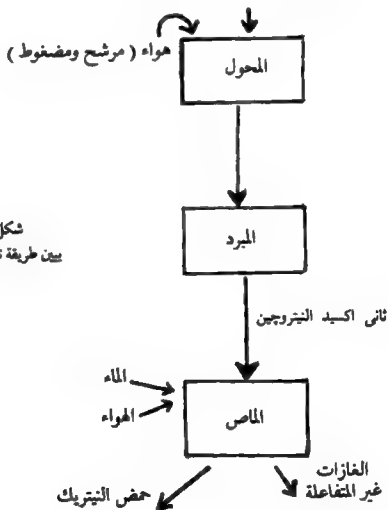 هواء ( مرشح ومضغوط )
المحول
المبرد
شكل
يبين طريقة
ثانى اكسيد النيتروجين
الماء
الهواء
الماص
الغازات
غير المتفاعلة
حمض النيتريك